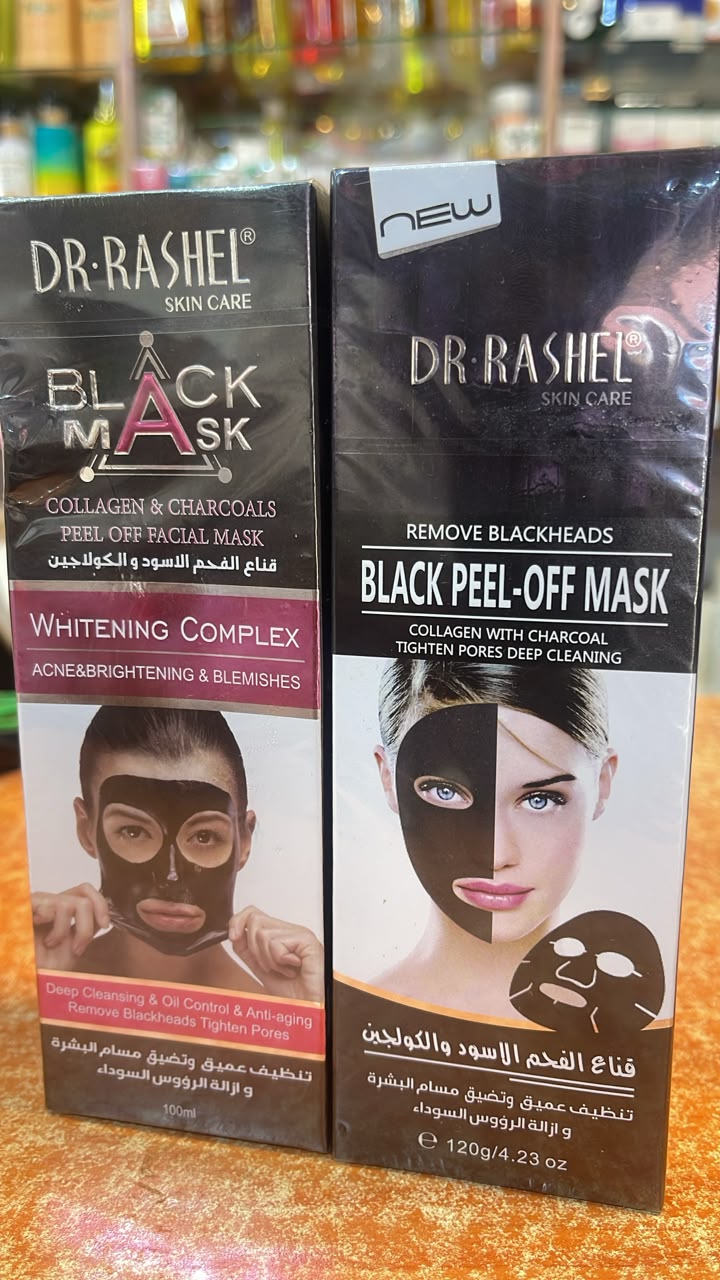 DR·RASHEL®
SKIN CARE
BLACK
MASK
COLLAGEN & CHARCOALS
PEEL OFF FACIAL MASK
قناع الفحم الاسود و الكولاجين
WHITENING COMPLEX
ACNE&BRIGHTENING & BLEMISHES
Deep Cleansing & Oil Control & Anti-aging
Remove Blackheads Tighten Pores
تنظيف عميق وتضيق مسام البشرة
و ازالة الرؤوس السوداء
100ml
NEW
DR·RASHEL®
SKIN CARE
REMOVE BLACKHEADS
BLACK PEEL-OFF MASK
COLLAGEN WITH CHARCOAL
TIGHTEN PORES DEEP CLEANING
قناع الفحم الاسود والكولجين
تنظيف عميق وتضيق مسام البشرة
و ازالة الرؤوس السوداء
℮ 120g/4.23 oz